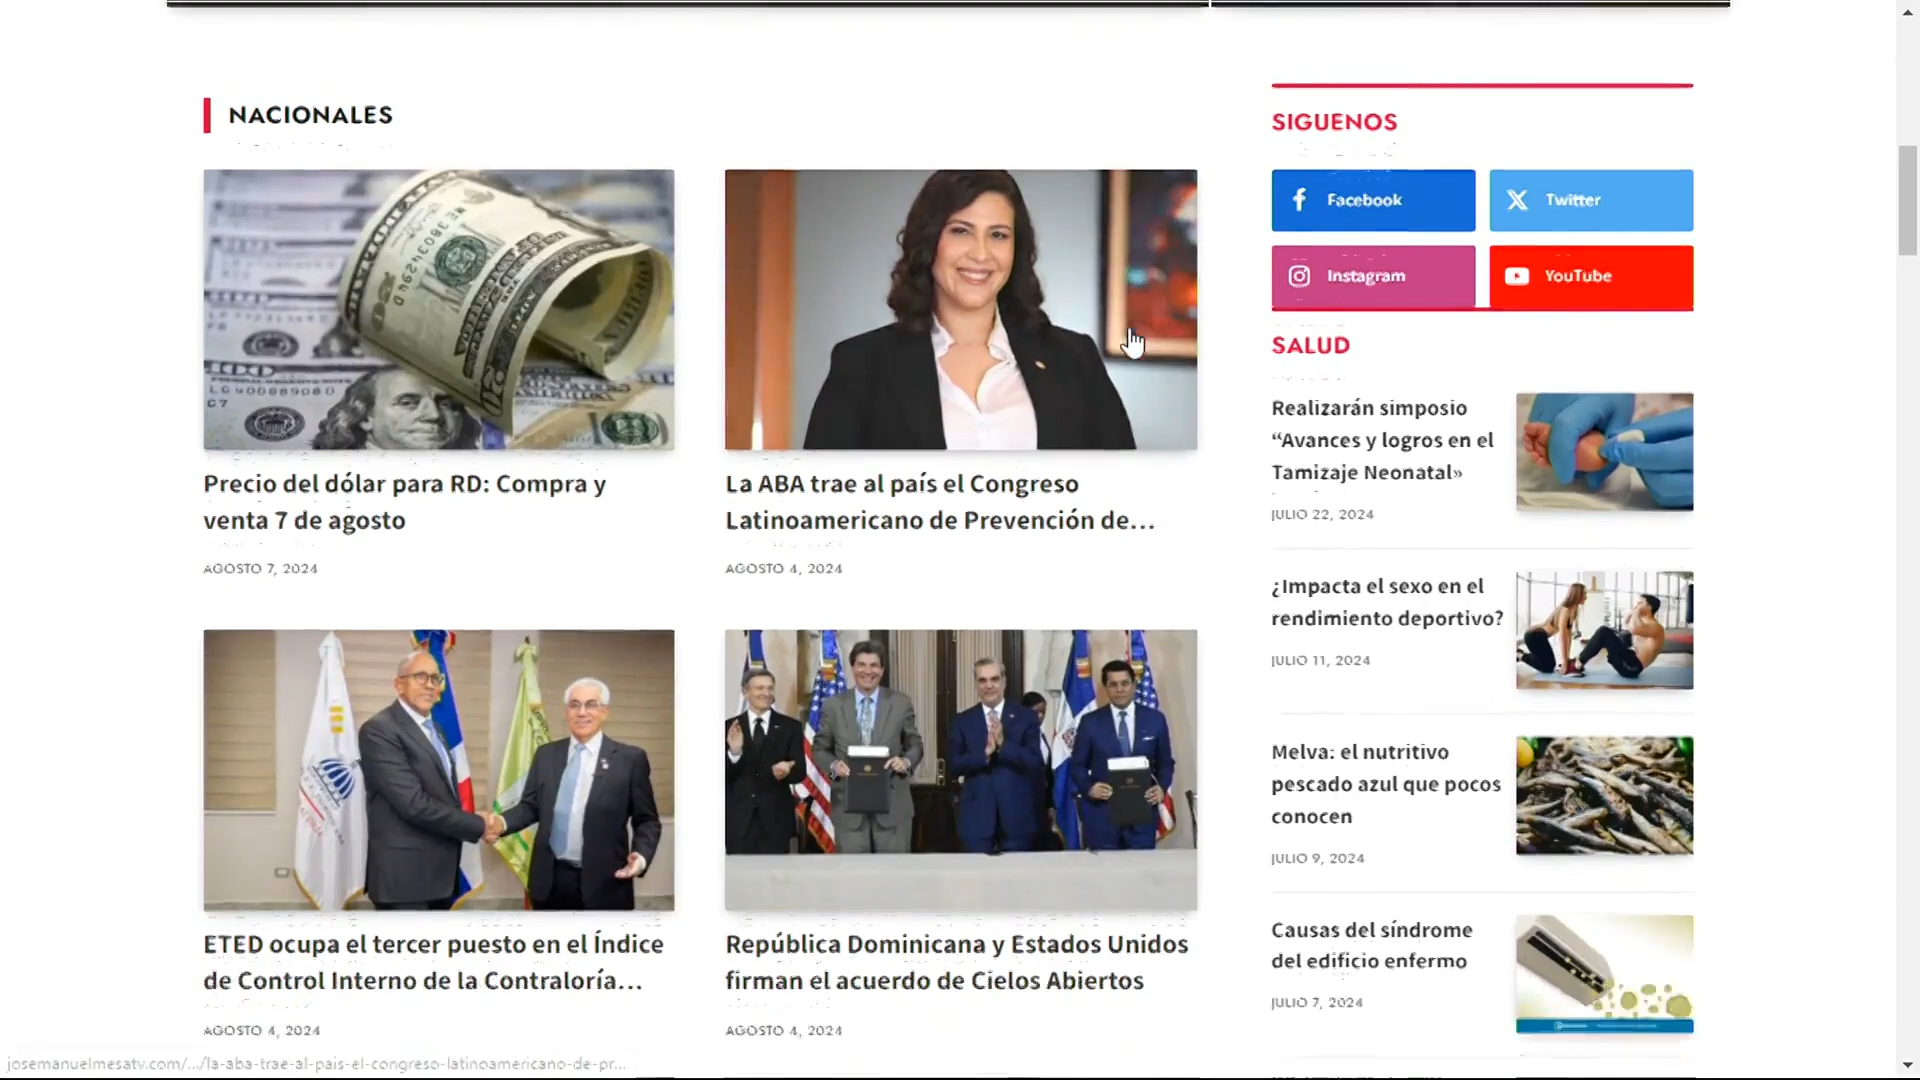 NACIONALES
Precio del dólar para RD: Compra y
venta 7 de agosto
AGOSTO 7, 2024
La ABA trae al país el Congreso
Latinoamericano de Prevención de...
AGOSTO 4, 2024
ETED ocupa el tercer puesto en el Índice
de Control Interno de la Contraloría...
AGOSTO 4, 2024
República Dominicana y Estados Unidos
firman el acuerdo de Cielos Abiertos
AGOSTO 4, 2024
SIGUENOS
Facebook
Twitter
Instagram
YouTube
SALUD
Realizarán simposio
“Avances y logros en el
Tamizaje Neonatal»
JULIO 22, 2024
¿Impacta el sexo en el
rendimiento deportivo?
JULIO 11, 2024
Melva: el nutritivo
pescado azul que pocos
conocen
JULIO 9, 2024
Causas del síndrome
del edificio enfermo
JULIO 7, 2024
josemanuelmesatv.com/.../la-aba-trae-al-pais-el-congreso-latinoamericano-de-pr...